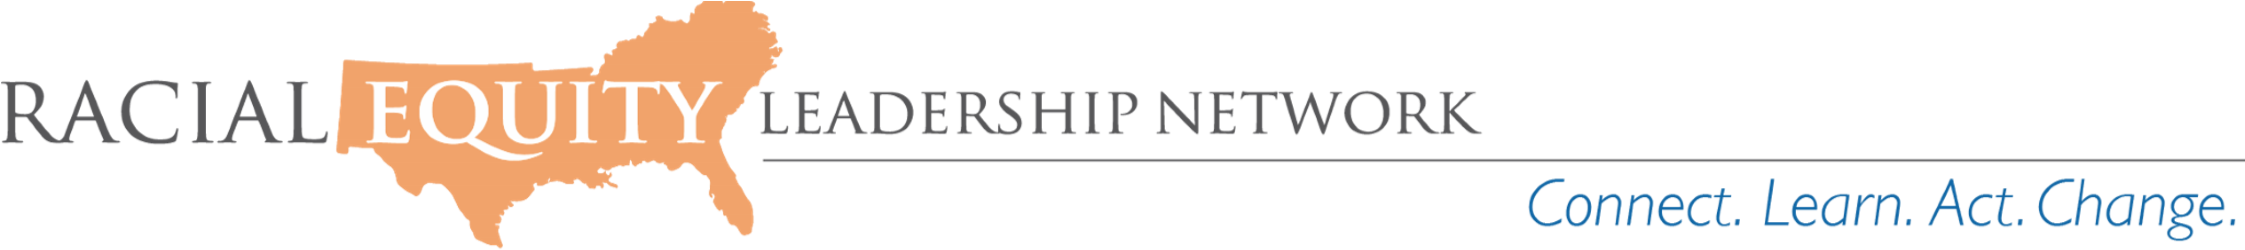 RACIAL EQUITY LEADERSHIP NETWORK
Connect. Learn. Act. Change.